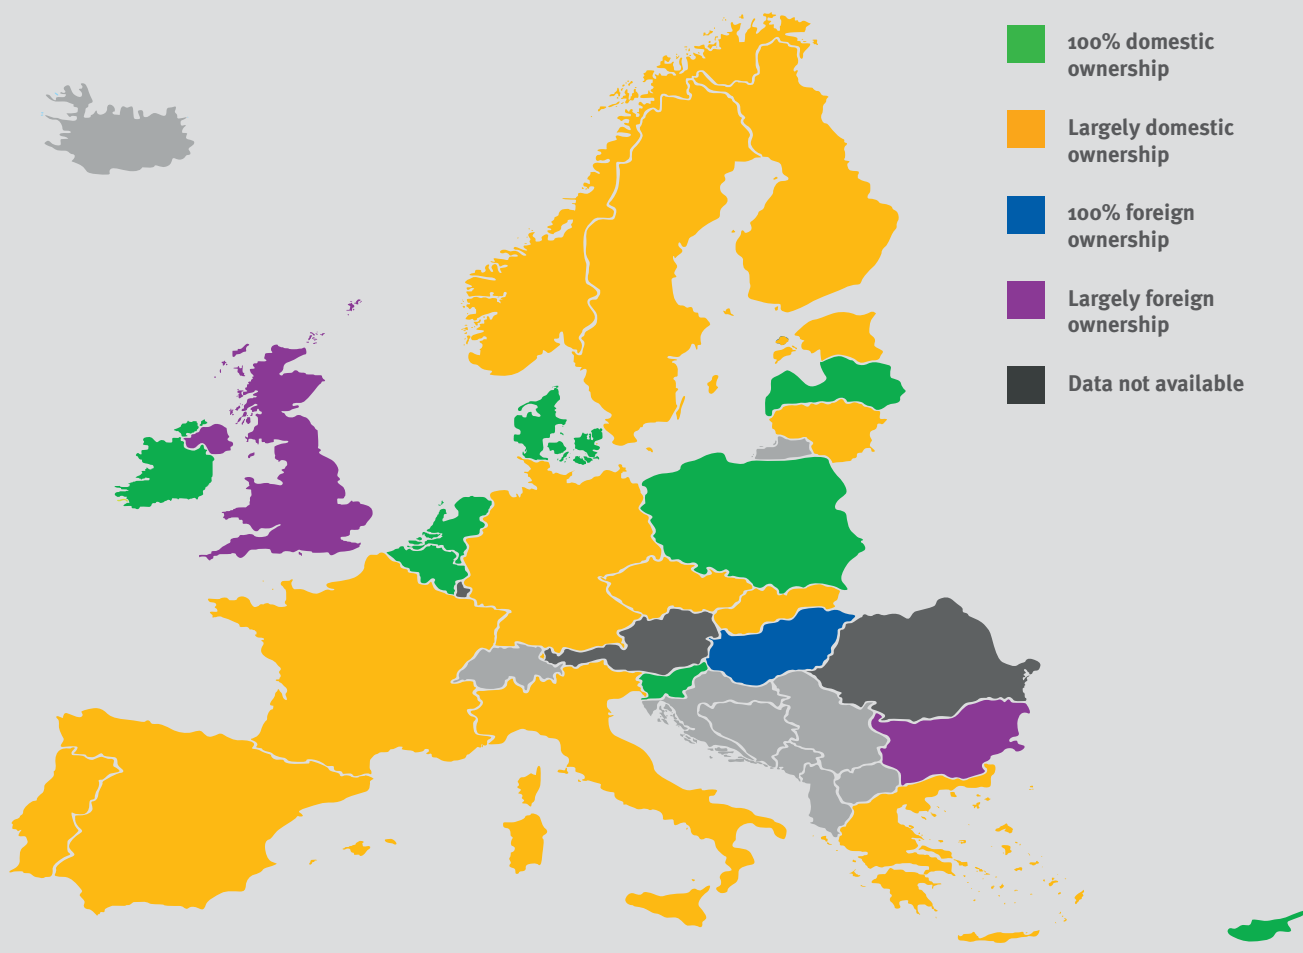 100% domestic
ownership
Largely domestic
ownership
100% foreign
ownership
Largely foreign
ownership
Data not available